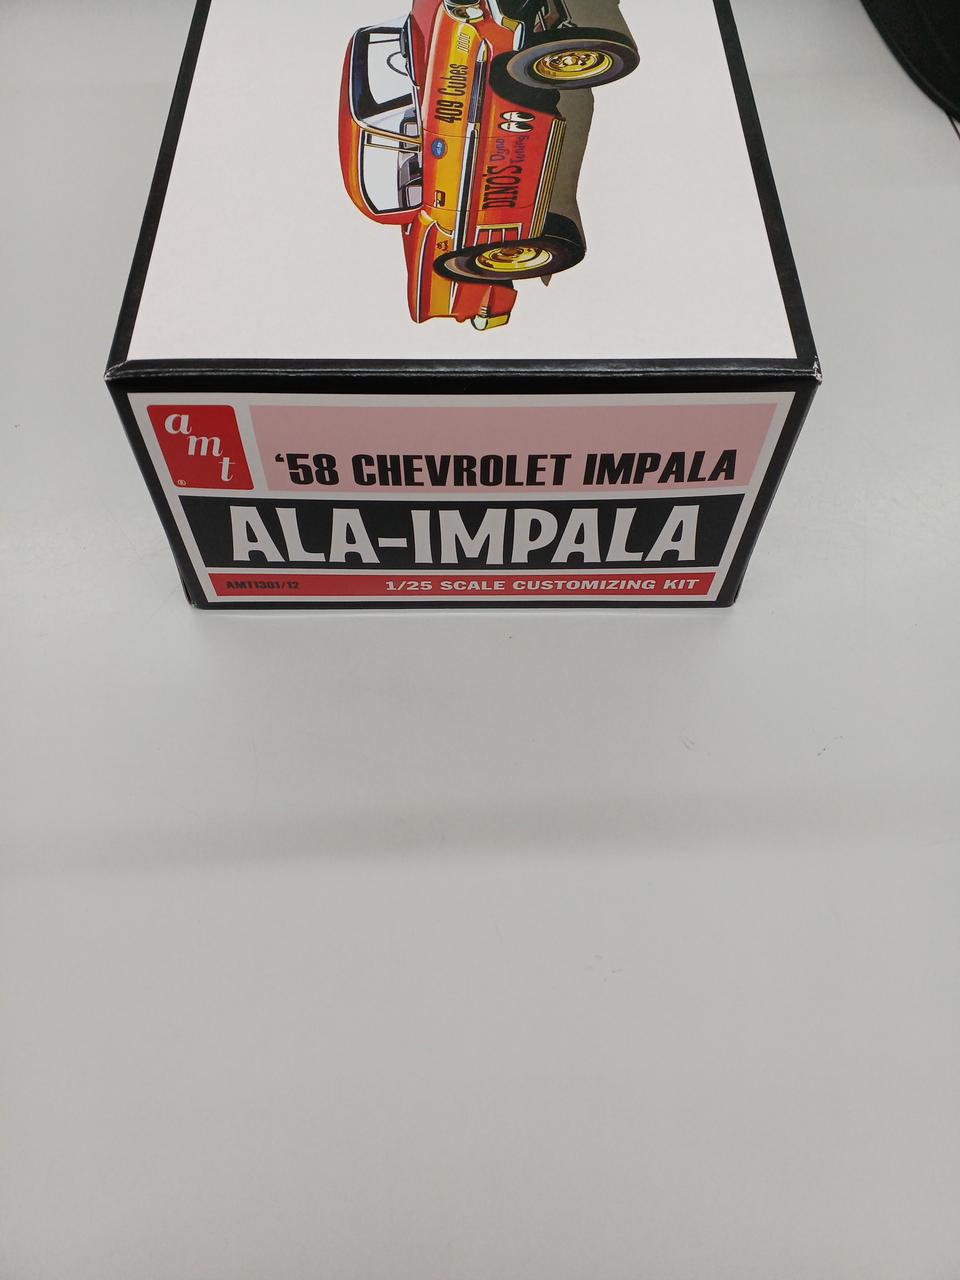 409 Cubes
DINO'S Dyno
Tuning
amt
®
‘58 CHEVROLET IMPALA
ALA-IMPALA
AMT1301/12
1/25 SCALE CUSTOMIZING KIT